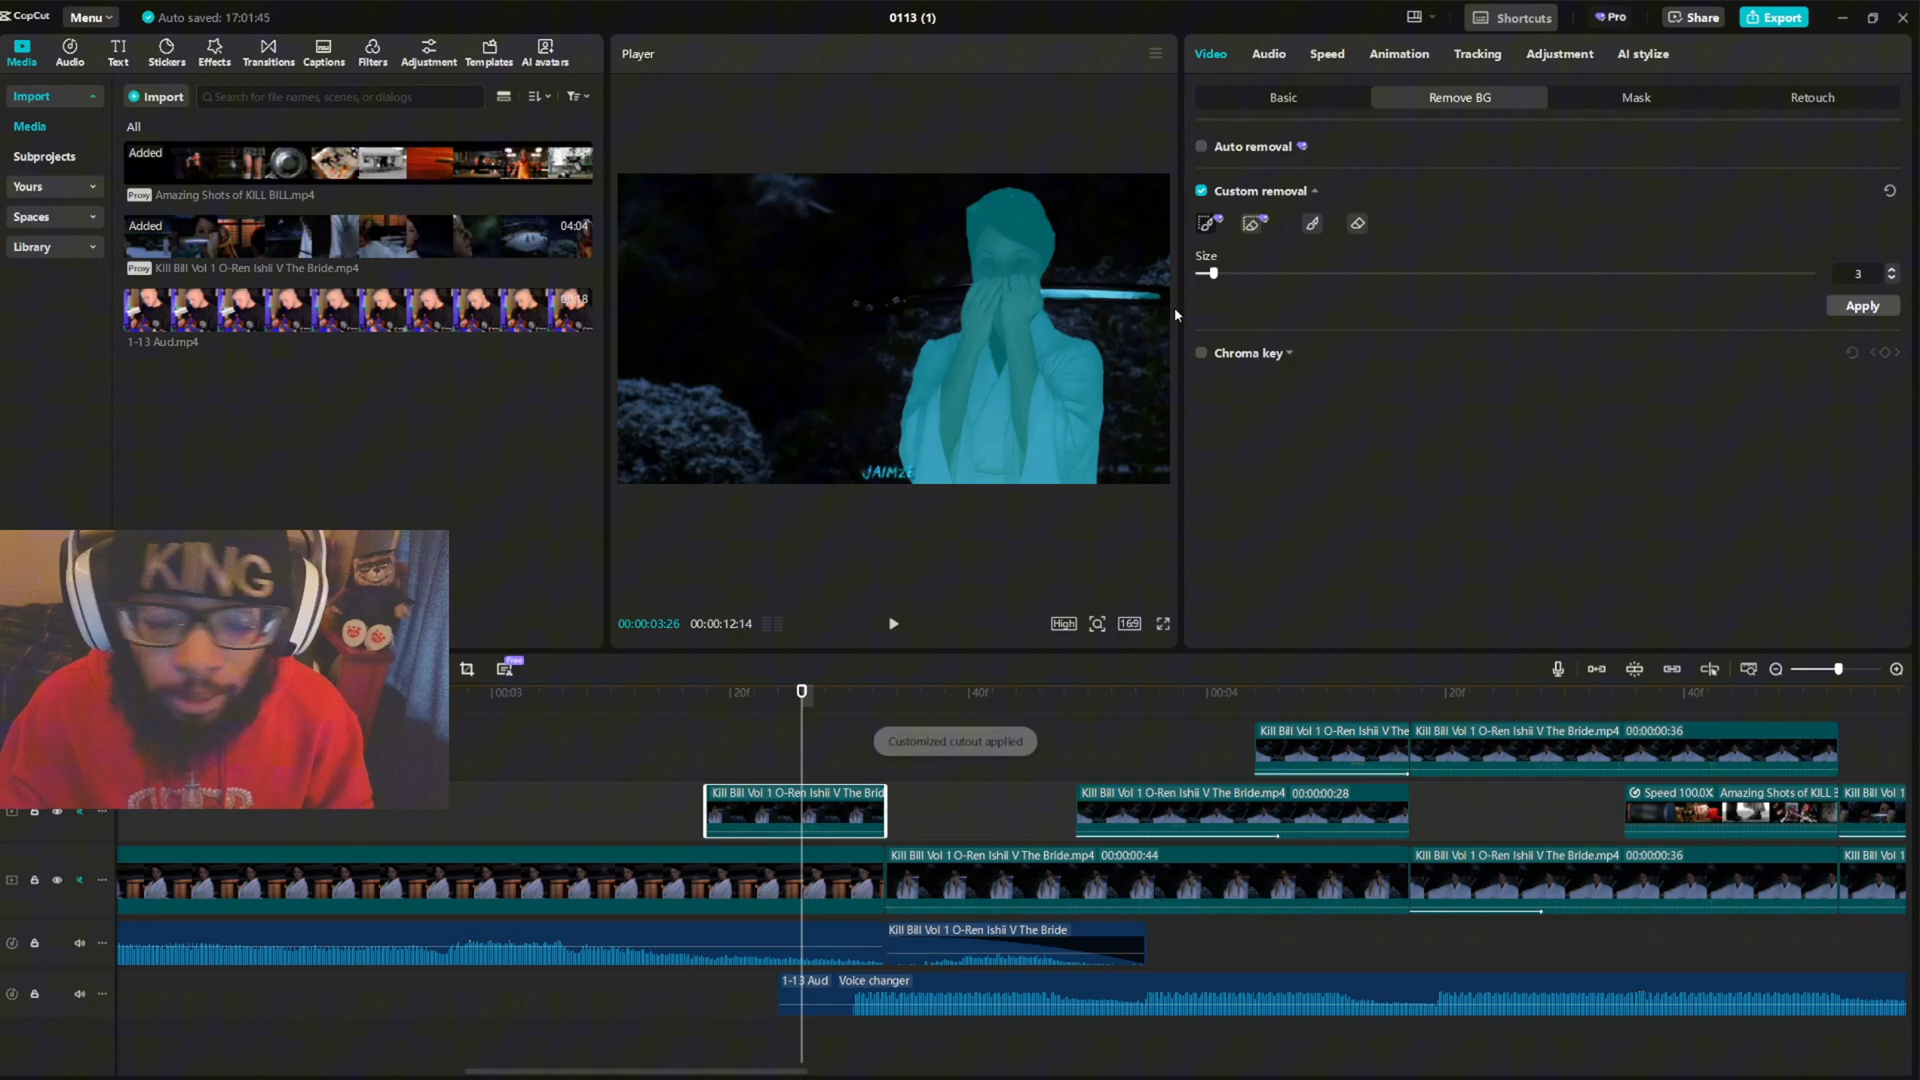 CapCut
Menu
Auto saved: 17:01:45
0113 (1)
Shortcuts
Pro
Share
Export
Media
Audio
Text
Stickers
Effects
Transitions
Captions
Filters
Adjustment
Templates
AI avatars
Import
Media
Subprojects
Yours
Spaces
Library
Import
Search for file names, scenes, or dialogs
All
Added
Proxy Amazing Shots of KILL BILL.mp4
Added
04:04
Proxy Kill Bill Vol 1 O-Ren Ishii V The Bride.mp4
00:18
1-13 Aud.mp4
Player
JAIMZE
00:00:03:26
00:00:12:14
High
16:9
Video
Audio
Speed
Animation
Tracking
Adjustment
AI stylize
Basic
Remove BG
Mask
Retouch
Auto removal
Custom removal
Size
3
Apply
Chroma key
KING
Free
00:03
20f
40f
00:04
20f
40f
Customized cutout applied
Kill Bill Vol 1 O-Ren Ishii V The
Kill Bill Vol 1 O-Ren Ishii V The Bride.mp4 00:00:00:36
Kill Bill Vol 1 O-Ren Ishii V The Brid
Kill Bill Vol 1 O-Ren Ishii V The Bride.mp4 00:00:00:28
Speed 100.0X Amazing Shots of KILL
Kill Bill Vol 1
Kill Bill Vol 1 O-Ren Ishii V The Bride.mp4 00:00:00:44
Kill Bill Vol 1 O-Ren Ishii V The Bride.mp4 00:00:00:36
Kill Bill Vol 1
Kill Bill Vol 1 O-Ren Ishii V The Bride
1-13 Aud Voice changer